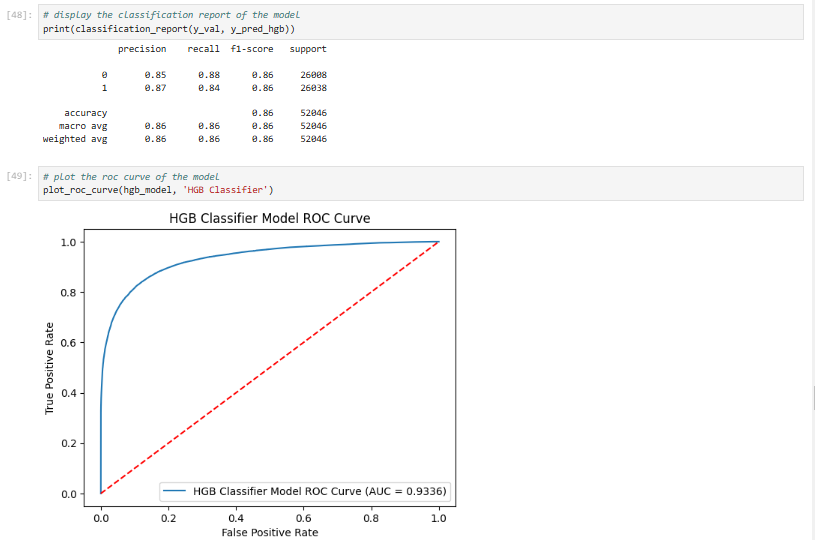 [48]: # display the classification report of the model
print(classification_report(y_val, y_pred_hgb))
precision recall f1-score support
0 0.85 0.88 0.86 26008
1 0.87 0.84 0.86 26038
accuracy 0.86 52046
macro avg 0.86 0.86 0.86 52046
weighted avg 0.86 0.86 0.86 52046
[49]: # plot the roc curve of the model
plot_roc_curve(hgb_model, 'HGB Classifier')
HGB Classifier Model ROC Curve
1.0
0.8
0.6
0.4
0.2
0.0
True Positive Rate
HGB Classifier Model ROC Curve (AUC = 0.9336)
0.0 0.2 0.4 0.6 0.8 1.0
False Positive Rate